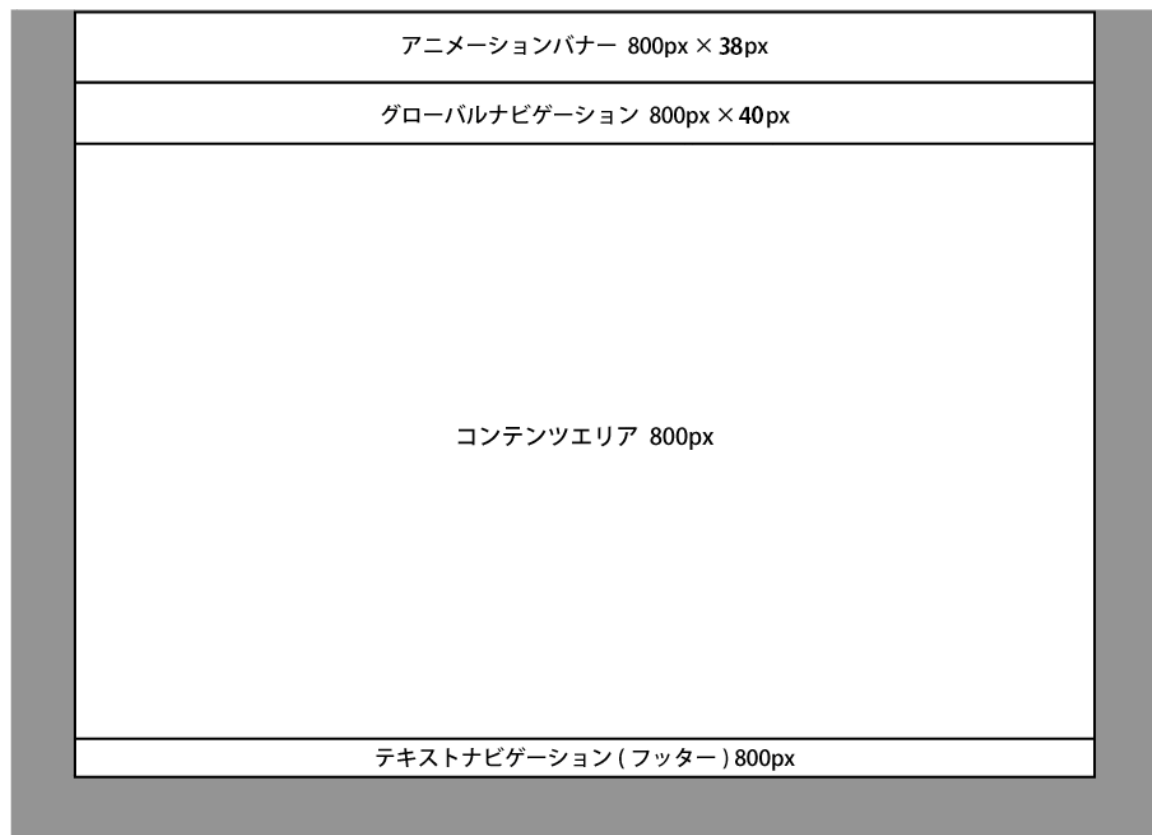 アニメーションバナー 800px × 38px
グローバルナビゲーション 800px × 40px
コンテンツエリア 800px
テキストナビゲーション ( フッター ) 800px